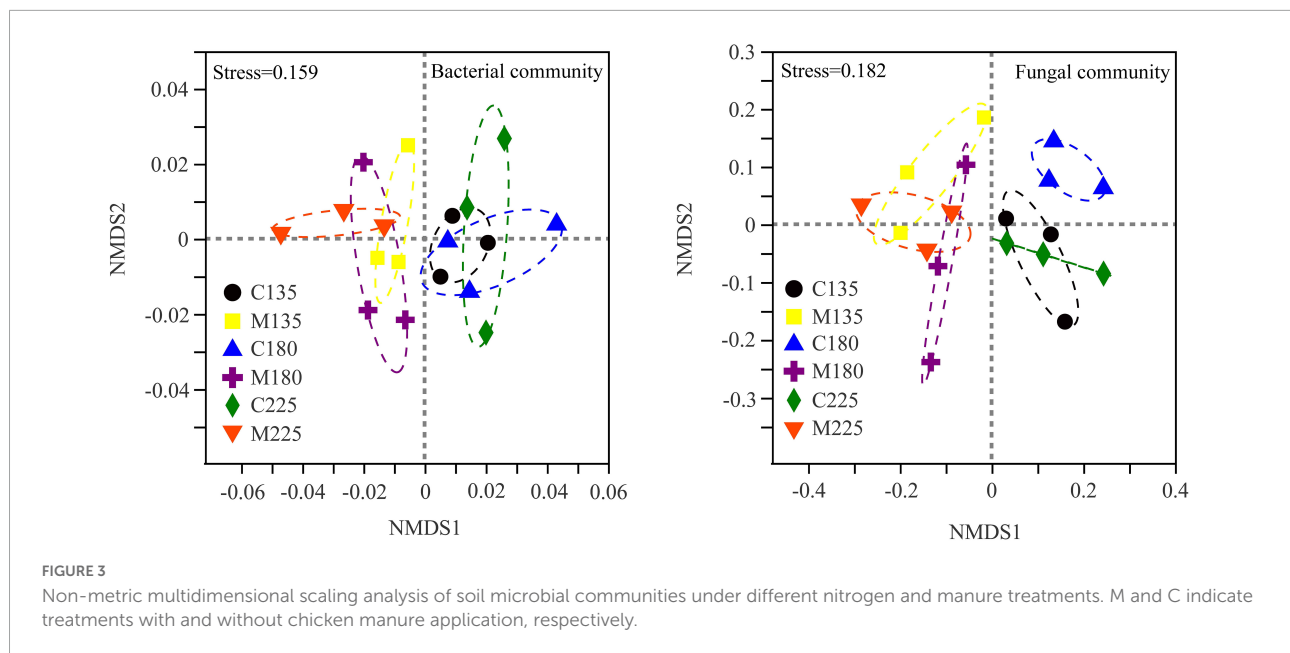 Stress=0.159
Bacterial community
0.04
0.02
0
-0.02
-0.04
NMDS2
C135
M135
C180
M180
C225
M225
-0.06
-0.04
-0.02
0
0.02
0.04
0.06
NMDS1
Stress=0.182
Fungal community
0.3
0.2
0.1
0
-0.1
-0.2
-0.3
NMDS2
C135
M135
C180
M180
C225
M225
-0.4
-0.2
0
0.2
0.4
NMDS1
FIGURE 3
Non-metric multidimensional scaling analysis of soil microbial communities under different nitrogen and manure treatments. M and C indicate
treatments with and without chicken manure application, respectively.